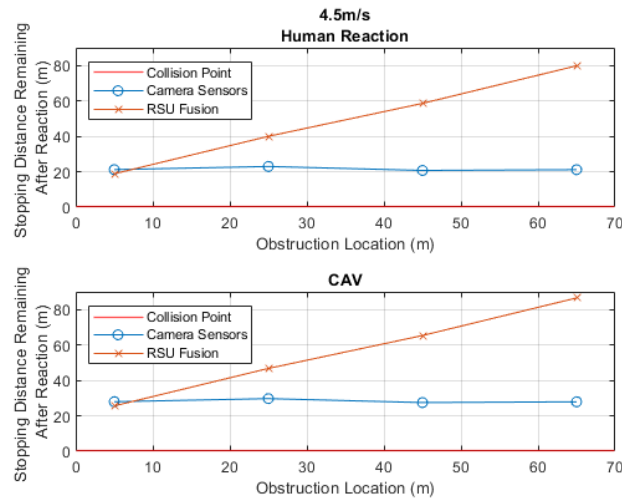 4.5m/s
Human Reaction
Stopping Distance Remaining
After Reaction (m)
80
60
40
20
0
Collision Point
Camera Sensors
RSU Fusion
0 10 20 30 40 50 60 70
Obstruction Location (m)
CAV
Stopping Distance Remaining
After Reaction (m)
80
60
40
20
0
Collision Point
Camera Sensors
RSU Fusion
0 10 20 30 40 50 60 70
Obstruction Location (m)